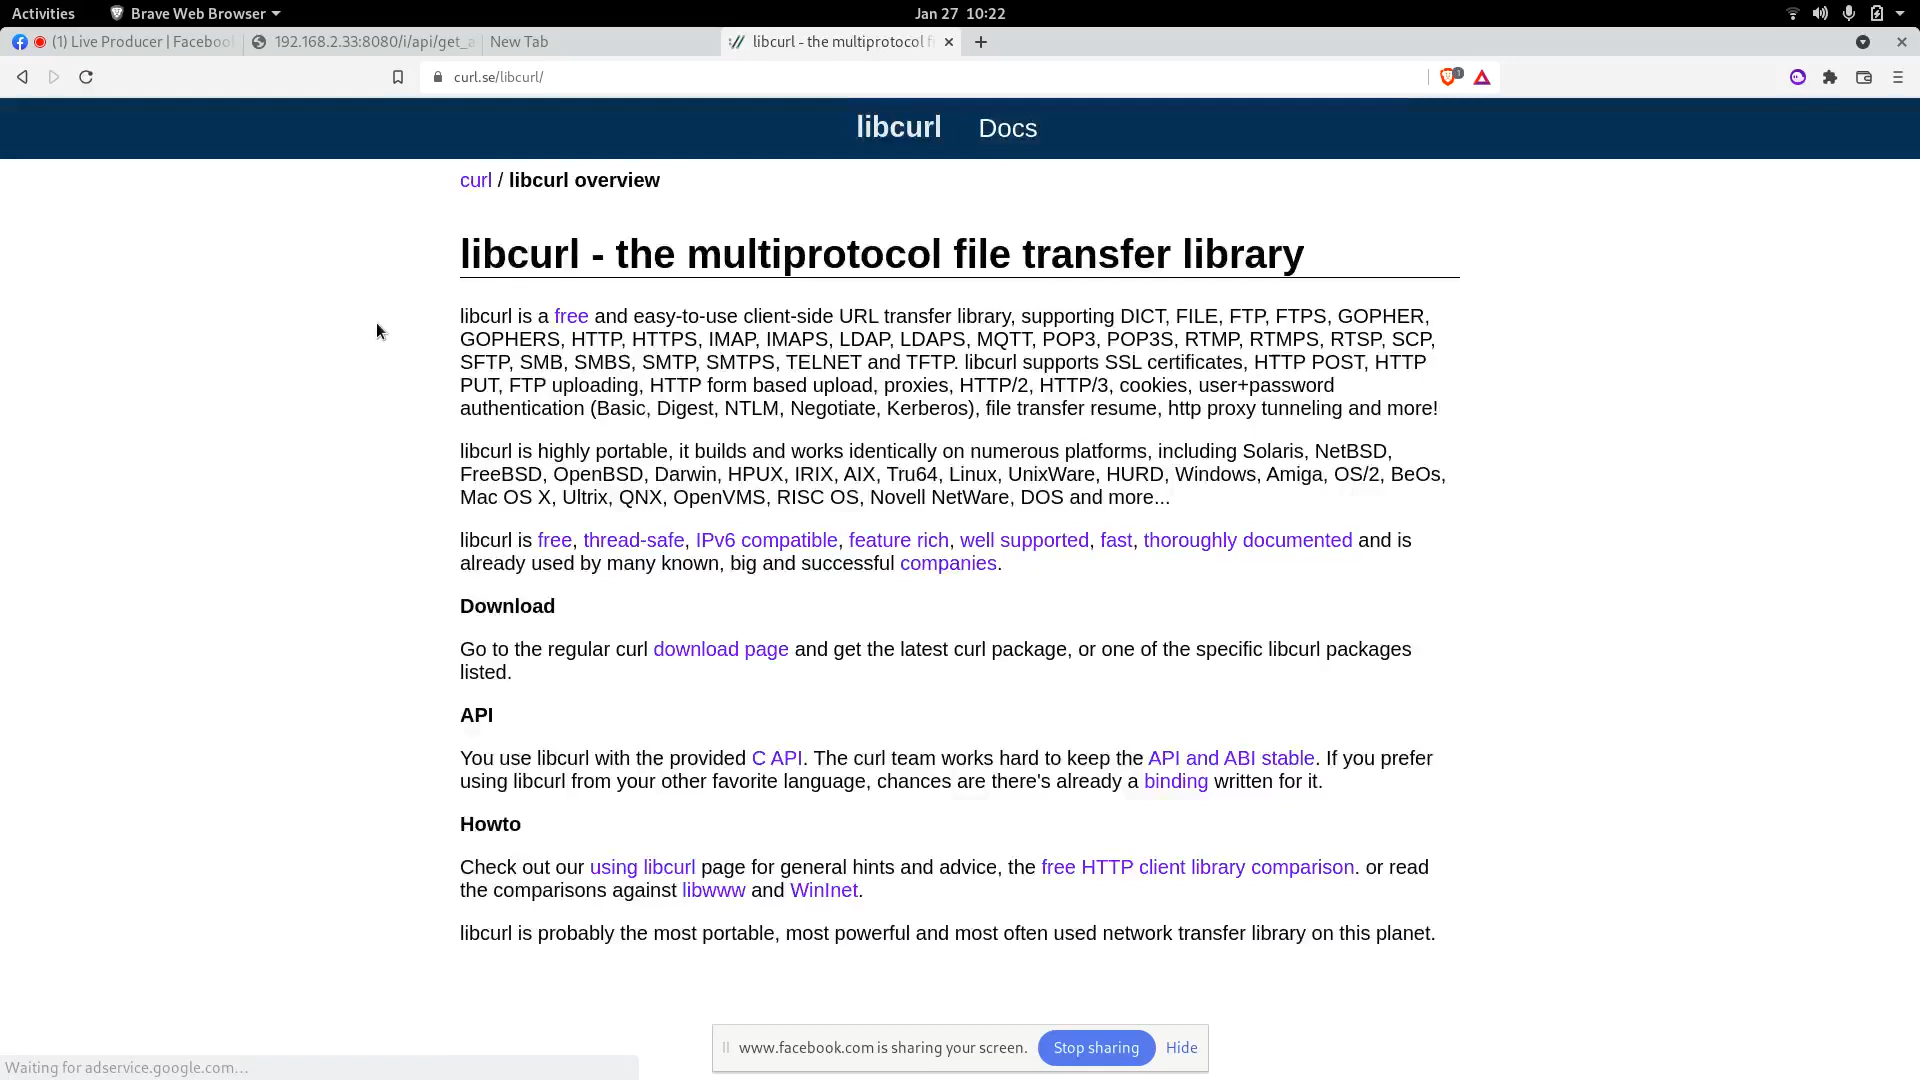 Activities Brave Web Browser Jan 27 10:22
(1) Live Producer | Faceboo 192.168.2.33:8080/i/api/get_a New Tab libcurl - the multiprotocol f
curl.se/libcurl/ 1
libcurl Docs
curl / libcurl overview
libcurl - the multiprotocol file transfer library
libcurl is a free and easy-to-use client-side URL transfer library, supporting DICT, FILE, FTP, FTPS, GOPHER,
GOPHERS, HTTP, HTTPS, IMAP, IMAPS, LDAP, LDAPS, MQTT, POP3, POP3S, RTMP, RTMPS, RTSP, SCP,
SFTP, SMB, SMBS, SMTP, SMTPS, TELNET and TFTP. libcurl supports SSL certificates, HTTP POST, HTTP
PUT, FTP uploading, HTTP form based upload, proxies, HTTP/2, HTTP/3, cookies, user+password
authentication (Basic, Digest, NTLM, Negotiate, Kerberos), file transfer resume, http proxy tunneling and more!
libcurl is highly portable, it builds and works identically on numerous platforms, including Solaris, NetBSD,
FreeBSD, OpenBSD, Darwin, HPUX, IRIX, AIX, Tru64, Linux, UnixWare, HURD, Windows, Amiga, OS/2, BeOs,
Mac OS X, Ultrix, QNX, OpenVMS, RISC OS, Novell NetWare, DOS and more...
libcurl is free, thread-safe, IPv6 compatible, feature rich, well supported, fast, thoroughly documented and is
already used by many known, big and successful companies.
Download
Go to the regular curl download page and get the latest curl package, or one of the specific libcurl packages
listed.
API
You use libcurl with the provided C API. The curl team works hard to keep the API and ABI stable. If you prefer
using libcurl from your other favorite language, chances are there's already a binding written for it.
Howto
Check out our using libcurl page for general hints and advice, the free HTTP client library comparison. or read
the comparisons against libwww and WinInet.
libcurl is probably the most portable, most powerful and most often used network transfer library on this planet.
www.facebook.com is sharing your screen. Stop sharing Hide
Waiting for adservice.google.com...